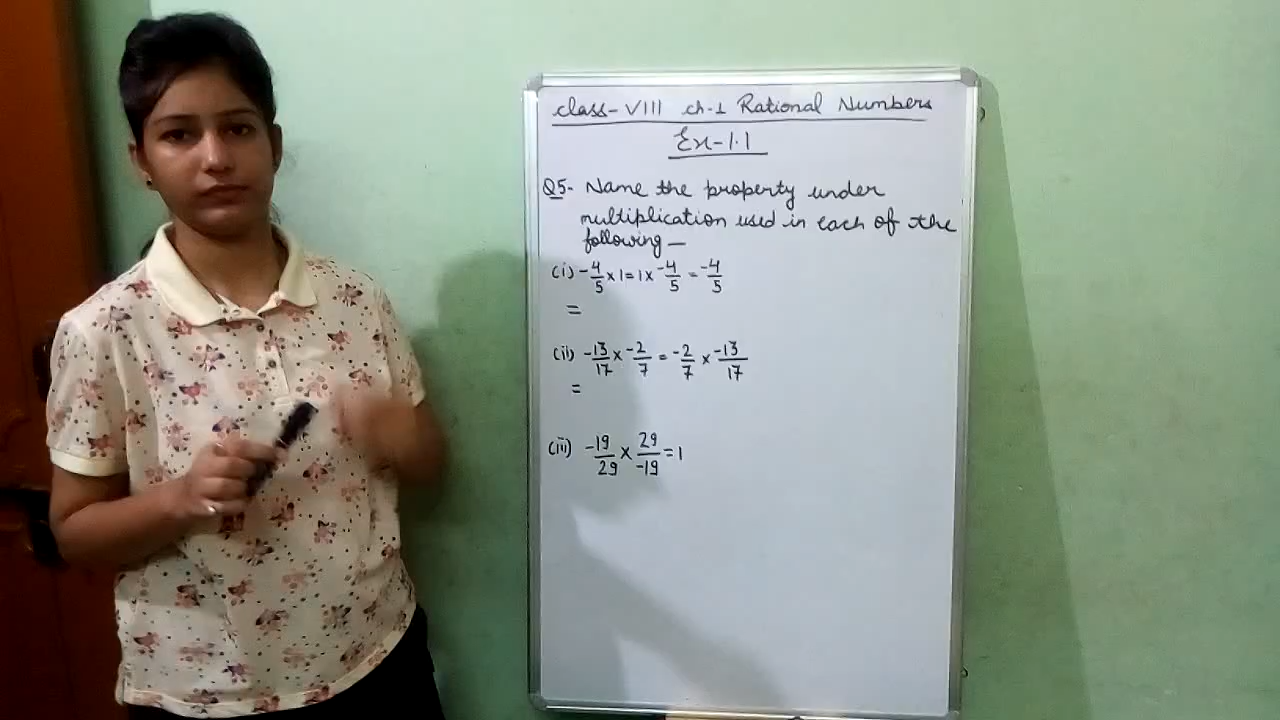 Class-VIII ch-1 Rational Numbers
Ex-1.1
Q5- Name the property under
multiplication used in each of the
following —
(i) -4/5 × 1 = 1 × -4/5 = -4/5
=
(ii) -13/17 × -2/7 = -2/7 × -13/17
=
(iii) -19/29 × 29/-19 = 1